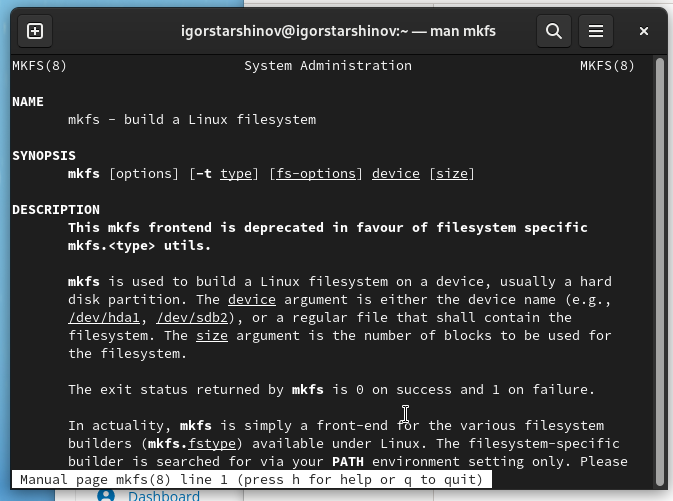 igorstarshinov@igorstarshinov:~ — man mkfs
MKFS(8) System Administration MKFS(8)
NAME
mkfs - build a Linux filesystem
SYNOPSIS
mkfs [options] [-t type] [fs-options] device [size]
DESCRIPTION
This mkfs frontend is deprecated in favour of filesystem specific
mkfs.<type> utils.
mkfs is used to build a Linux filesystem on a device, usually a hard
disk partition. The device argument is either the device name (e.g.,
/dev/hda1, /dev/sdb2), or a regular file that shall contain the
filesystem. The size argument is the number of blocks to be used for
the filesystem.
The exit status returned by mkfs is 0 on success and 1 on failure.
In actuality, mkfs is simply a front-end for the various filesystem
builders (mkfs.fstype) available under Linux. The filesystem-specific
builder is searched for via your PATH environment setting only. Please
Manual page mkfs(8) line 1 (press h for help or q to quit)
Dashboard